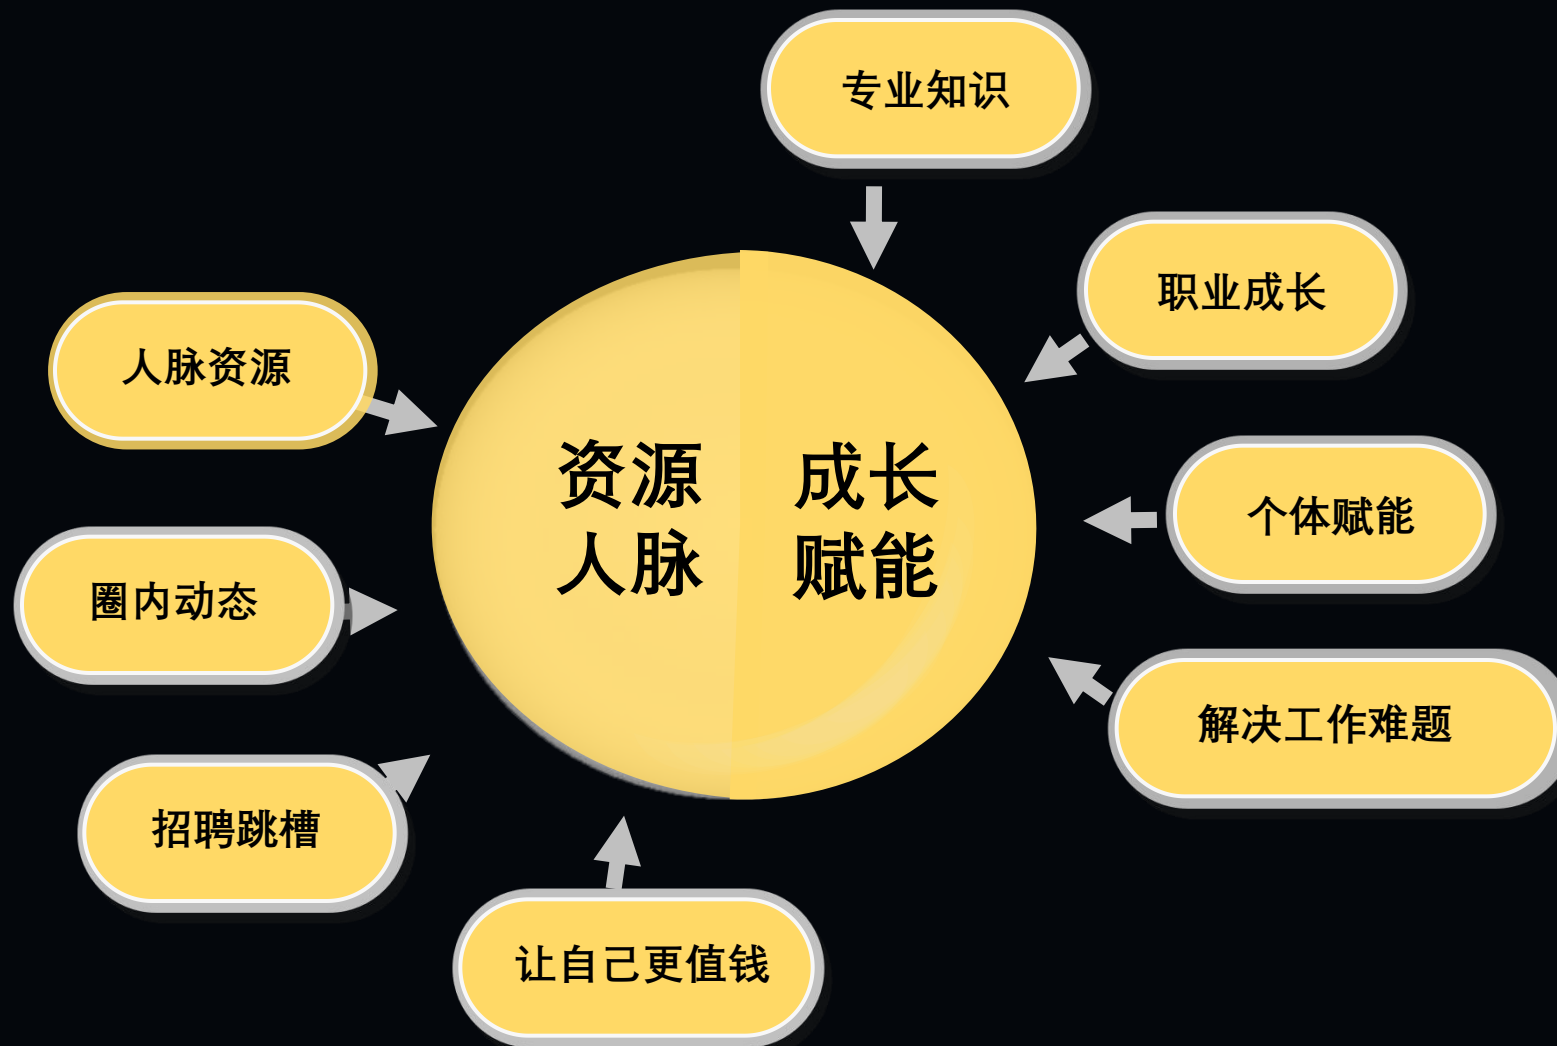 专业知识
职业成长
人脉资源
资源 成长
人脉 赋能
个体赋能
圈内动态
解决工作难题
招聘跳槽
让自己更值钱